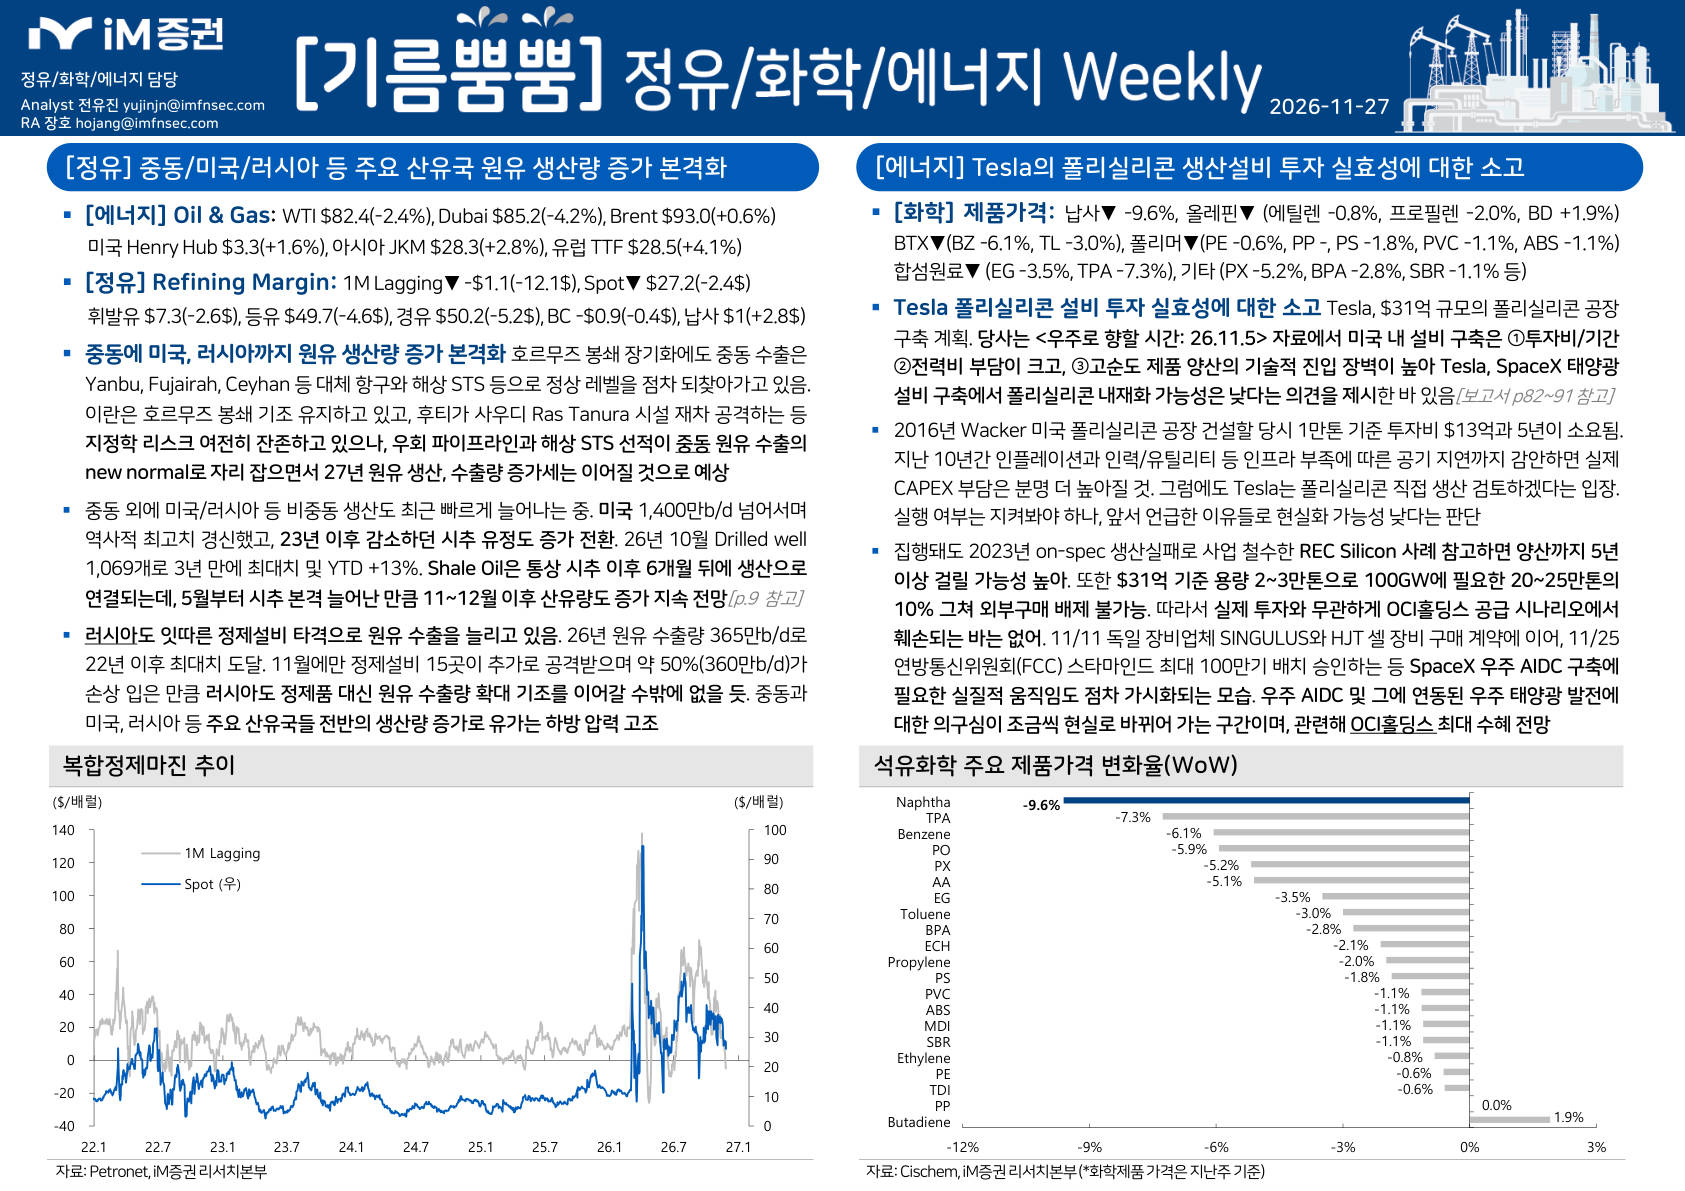 iM증권
정유/화학/에너지 담당
Analyst 전유진 yujinjn@imfnsec.com
RA 장호 hojang@imfnsec.com
[기름뿜뿜] 정유/화학/에너지 Weekly
2026-11-27
[정유] 중동/미국/러시아 등 주요 산유국 원유 생산량 증가 본격화
▪ [에너지] Oil & Gas: WTI $82.4(-2.4%), Dubai $85.2(-4.2%), Brent $93.0(+0.6%)
미국 Henry Hub $3.3(+1.6%), 아시아 JKM $28.3(+2.8%), 유럽 TTF $28.5(+4.1%)
▪ [정유] Refining Margin: 1M Lagging▼ -$1.1(-12.1$), Spot▼ $27.2(-2.4$)
휘발유 $7.3(-2.6$), 등유 $49.7(-4.6$), 경유 $50.2(-5.2$), BC -$0.9(-0.4$), 납사 $1(+2.8$)
▪ 중동에 미국, 러시아까지 원유 생산량 증가 본격화 호르무즈 봉쇄 장기화에도 중동 수출은
Yanbu, Fujairah, Ceyhan 등 대체 항구와 해상 STS 등으로 정상 레벨을 점차 되찾아가고 있음.
이란은 호르무즈 봉쇄 기조 유지하고 있고, 후티가 사우디 Ras Tanura 시설 재차 공격하는 등
지정학 리스크 여전히 잔존하고 있으나, 우회 파이프라인과 해상 STS 선적이 중동 원유 수출의
new normal로 자리 잡으면서 27년 원유 생산, 수출량 증가세는 이어질 것으로 예상
▪ 중동 외에 미국/러시아 등 비중동 생산도 최근 빠르게 늘어나는 중. 미국 1,400만b/d 넘어서며
역사적 최고치 경신했고, 23년 이후 감소하던 시추 유정도 증가 전환. 26년 10월 Drilled well
1,069개로 3년 만에 최대치 및 YTD +13%. Shale Oil은 통상 시추 이후 6개월 뒤에 생산으로
연결되는데, 5월부터 시추 본격 늘어난 만큼 11~12월 이후 산유량도 증가 지속 전망[p.9 참고]
▪ 러시아도 잇따른 정제설비 타격으로 원유 수출을 늘리고 있음. 26년 원유 수출량 365만b/d로
22년 이후 최대치 도달. 11월에만 정제설비 15곳이 추가로 공격받으며 약 50%(360만b/d)가
손상 입은 만큼 러시아도 정제품 대신 원유 수출량 확대 기조를 이어갈 수밖에 없을 듯. 중동과
미국, 러시아 등 주요 산유국들 전반의 생산량 증가로 유가는 하방 압력 고조
복합정제마진 추이
($/배럴)
($/배럴)
140
120
100
80
60
40
20
0
-20
-40
1M Lagging
Spot (우)
100
90
80
70
60
50
40
30
20
10
0
22.1 22.7 23.1 23.7 24.1 24.7 25.1 25.7 26.1 26.7 27.1
자료: Petronet, iM증권 리서치본부
[에너지] Tesla의 폴리실리콘 생산설비 투자 실효성에 대한 소고
▪ [화학] 제품가격: 납사▼ -9.6%, 올레핀▼ (에틸렌 -0.8%, 프로필렌 -2.0%, BD +1.9%)
BTX▼(BZ -6.1%, TL -3.0%), 폴리머▼(PE -0.6%, PP -, PS -1.8%, PVC -1.1%, ABS -1.1%)
합섬원료▼ (EG -3.5%, TPA -7.3%), 기타 (PX -5.2%, BPA -2.8%, SBR -1.1% 등)
▪ Tesla 폴리실리콘 설비 투자 실효성에 대한 소고 Tesla, $31억 규모의 폴리실리콘 공장
구축 계획. 당사는 <우주로 향할 시간: 26.11.5> 자료에서 미국 내 설비 구축은 ①투자비/기간
②전력비 부담이 크고, ③고순도 제품 양산의 기술적 진입 장벽이 높아 Tesla, SpaceX 태양광
설비 구축에서 폴리실리콘 내재화 가능성은 낮다는 의견을 제시한 바 있음[보고서 p82~91 참고]
▪ 2016년 Wacker 미국 폴리실리콘 공장 건설할 당시 1만톤 기준 투자비 $13억과 5년이 소요됨.
지난 10년간 인플레이션과 인력/유틸리티 등 인프라 부족에 따른 공기 지연까지 감안하면 실제
CAPEX 부담은 분명 더 높아질 것. 그럼에도 Tesla는 폴리실리콘 직접 생산 검토하겠다는 입장.
실행 여부는 지켜봐야 하나, 앞서 언급한 이유들로 현실화 가능성 낮다는 판단
▪ 집행돼도 2023년 on-spec 생산실패로 사업 철수한 REC Silicon 사례 참고하면 양산까지 5년
이상 걸릴 가능성 높아. 또한 $31억 기준 용량 2~3만톤으로 100GW에 필요한 20~25만톤의
10% 그쳐 외부구매 배제 불가능. 따라서 실제 투자와 무관하게 OCI홀딩스 공급 시나리오에서
훼손되는 바는 없어. 11/11 독일 장비업체 SINGULUS와 HJT 셀 장비 구매 계약에 이어, 11/25
연방통신위원회(FCC) 스타마인드 최대 100만기 배치 승인하는 등 SpaceX 우주 AIDC 구축에
필요한 실질적 움직임도 점차 가시화되는 모습. 우주 AIDC 및 그에 연동된 우주 태양광 발전에
대한 의구심이 조금씩 현실로 바뀌어 가는 구간이며, 관련해 OCI홀딩스 최대 수혜 전망
석유화학 주요 제품가격 변화율(WoW)
Naphtha -9.6%
TPA -7.3%
Benzene -6.1%
PO -5.9%
PX -5.2%
AA -5.1%
EG -3.5%
Toluene -3.0%
BPA -2.8%
ECH -2.1%
Propylene -2.0%
PS -1.8%
PVC -1.1%
ABS -1.1%
MDI -1.1%
SBR -1.1%
Ethylene -0.8%
PE -0.6%
TDI -0.6%
PP 0.0%
Butadiene 1.9%
-12% -9% -6% -3% 0% 3%
자료: Cischem, iM증권 리서치본부 (*화학제품 가격은 지난주 기준)